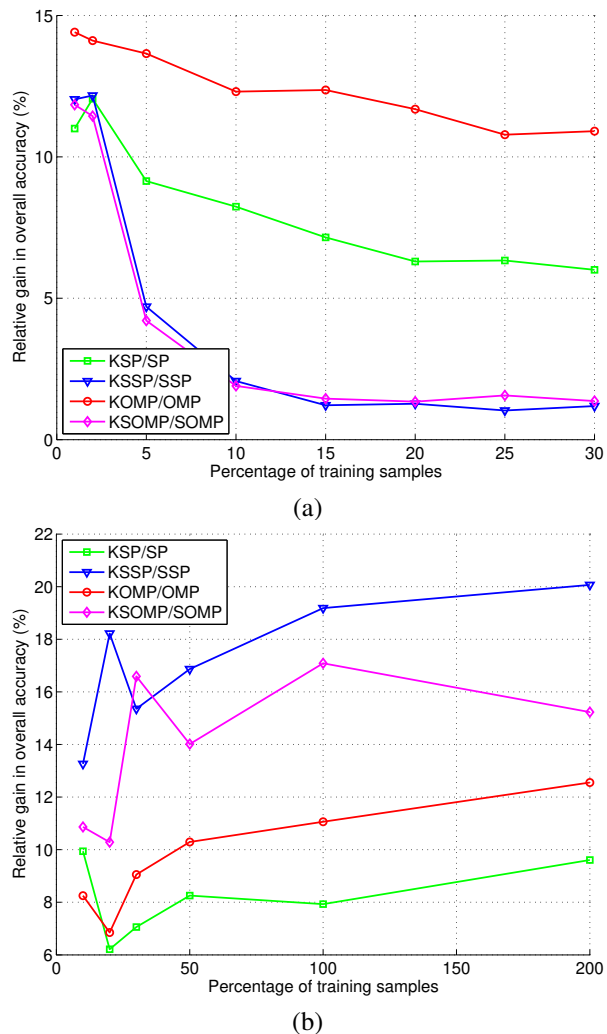 15
10
5
0
Relative gain in overall accuracy (%)
KSP/SP
KSSP/SSP
KOMP/OMP
KSOMP/SOMP
5 10 15 20 25 30
Percentage of training samples
(a)
22
20
18
16
14
12
10
8
6
Relative gain in overall accuracy (%)
KSP/SP
KSSP/SSP
KOMP/OMP
KSOMP/SOMP
0 50 100 150 200
Percentage of training samples
(b)